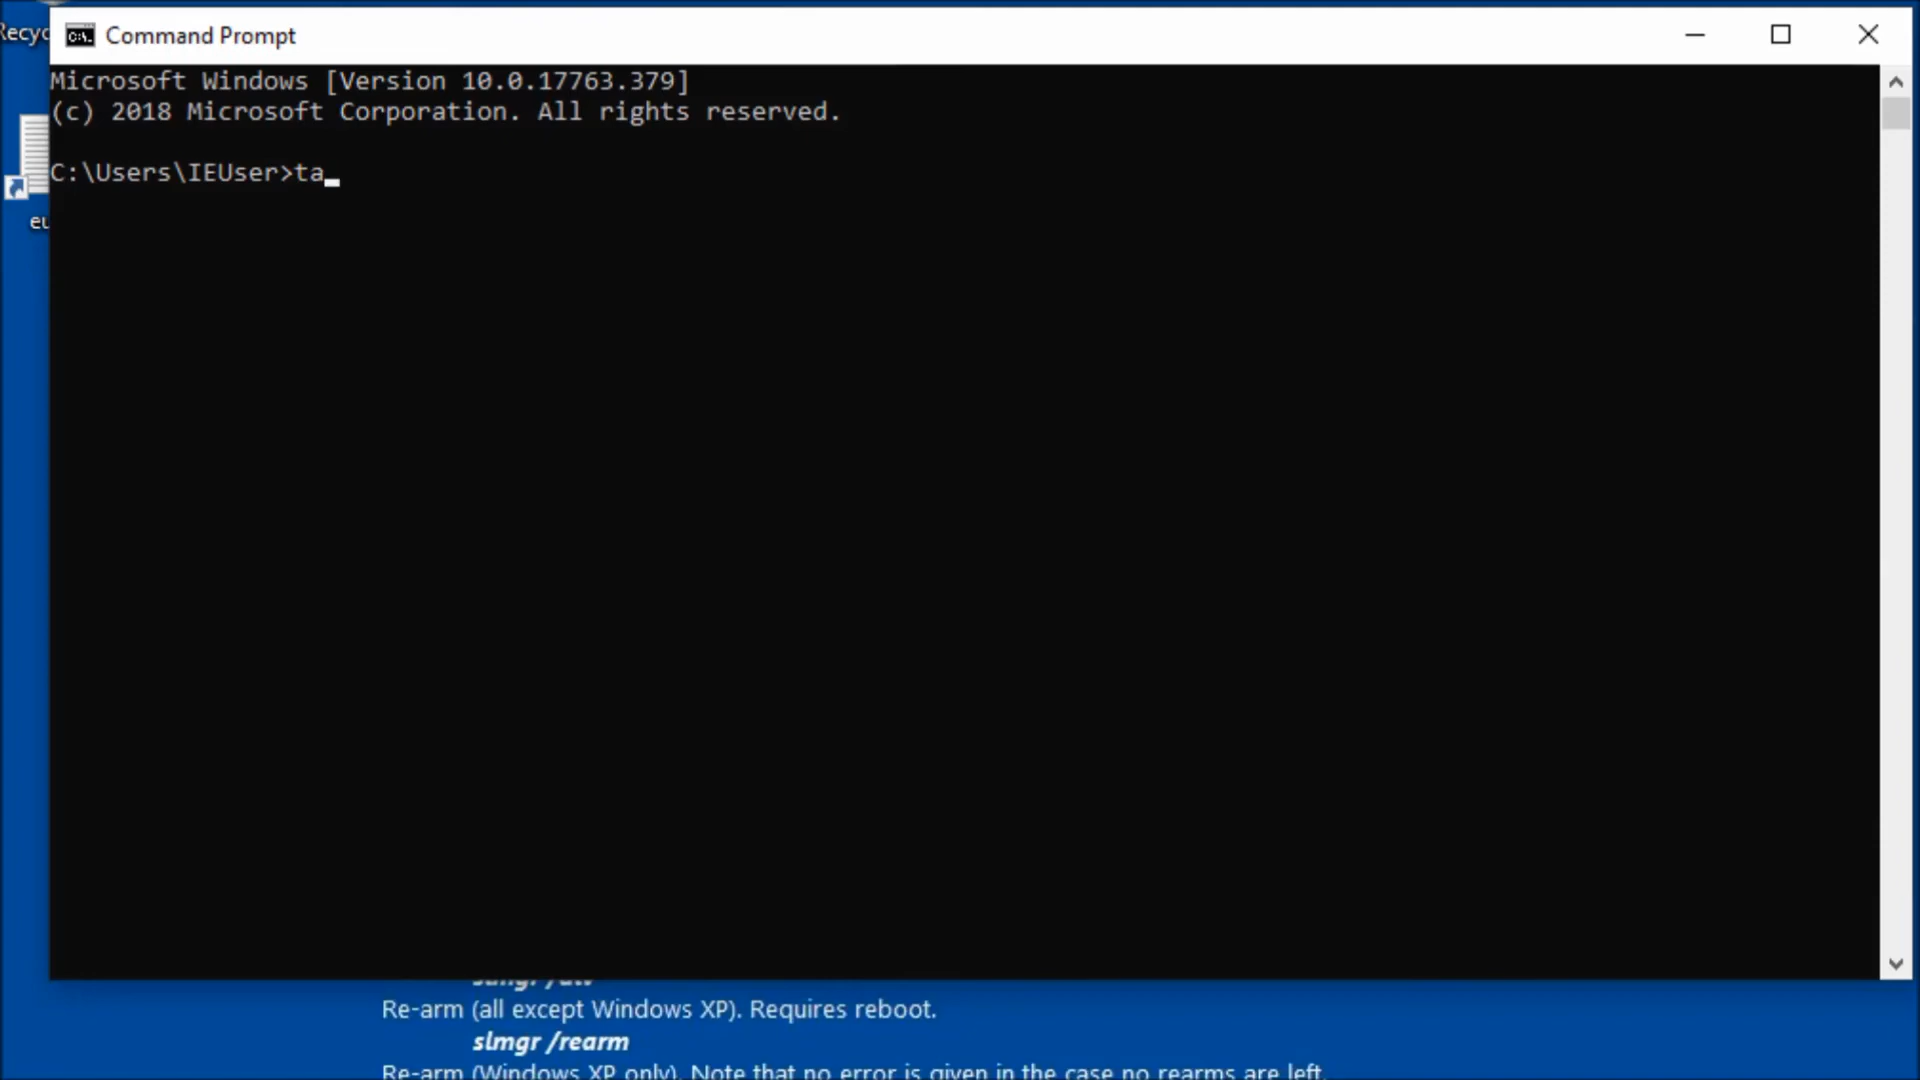 Recyc
Command Prompt
Microsoft Windows [Version 10.0.17763.379]
(c) 2018 Microsoft Corporation. All rights reserved.
C:\Users\IEUser>ta
eu
Re-arm (all except Windows XP). Requires reboot.
slmgr /rearm
Re-arm (Windows XP only). Note that no error is given in the case no rearms are left.